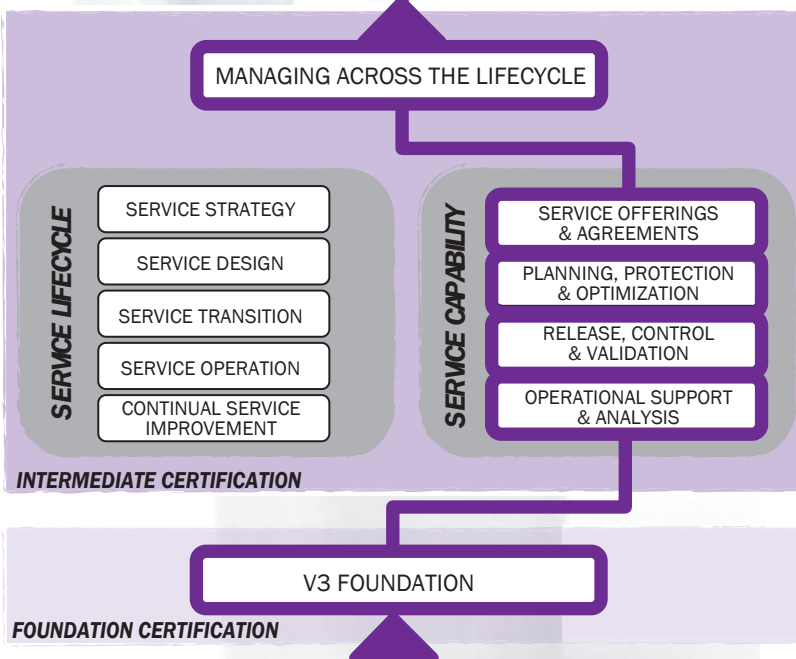 MANAGING ACROSS THE LIFECYCLE
SERVICE LIFECYCLE
SERVICE STRATEGY
SERVICE DESIGN
SERVICE TRANSITION
SERVICE OPERATION
CONTINUAL SERVICE
IMPROVEMENT
SERVICE CAPABILITY
SERVICE OFFERINGS
& AGREEMENTS
PLANNING, PROTECTION
& OPTIMIZATION
RELEASE, CONTROL
& VALIDATION
OPERATIONAL SUPPORT
& ANALYSIS
INTERMEDIATE CERTIFICATION
V3 FOUNDATION
FOUNDATION CERTIFICATION